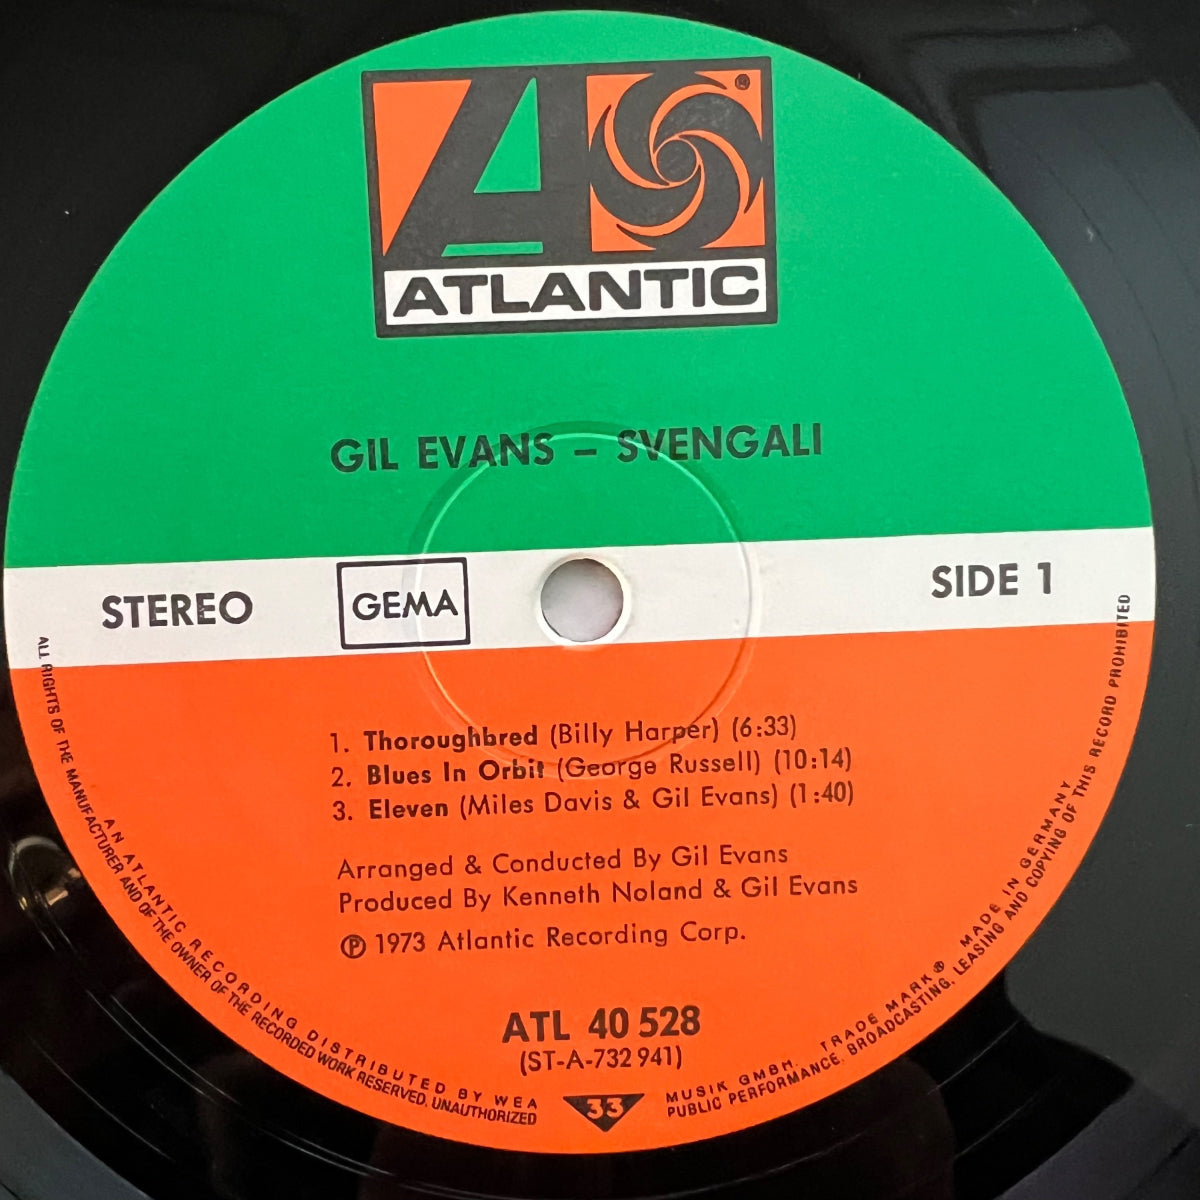 ATLANTIC
®
GIL EVANS – SVENGALI
STEREO
GEMA
SIDE 1
1. Thoroughbred (Billy Harper) (6:33)
2. Blues In Orbit (George Russell) (10:14)
3. Eleven (Miles Davis & Gil Evans) (1:40)
Arranged & Conducted By Gil Evans
Produced By Kenneth Noland & Gil Evans
℗ 1973 Atlantic Recording Corp.
ATL 40 528
(ST-A-732 941)
33
AN ATLANTIC RECORDING DISTRIBUTED BY WEA MUSIK GMBH. TRADE MARK ® MADE IN GERMANY
ALL RIGHTS OF THE MANUFACTURER AND OF THE OWNER OF THE RECORDED WORK RESERVED. UNAUTHORIZED PUBLIC PERFORMANCE, BROADCASTING, LEASING AND COPYING OF THIS RECORD PROHIBITED